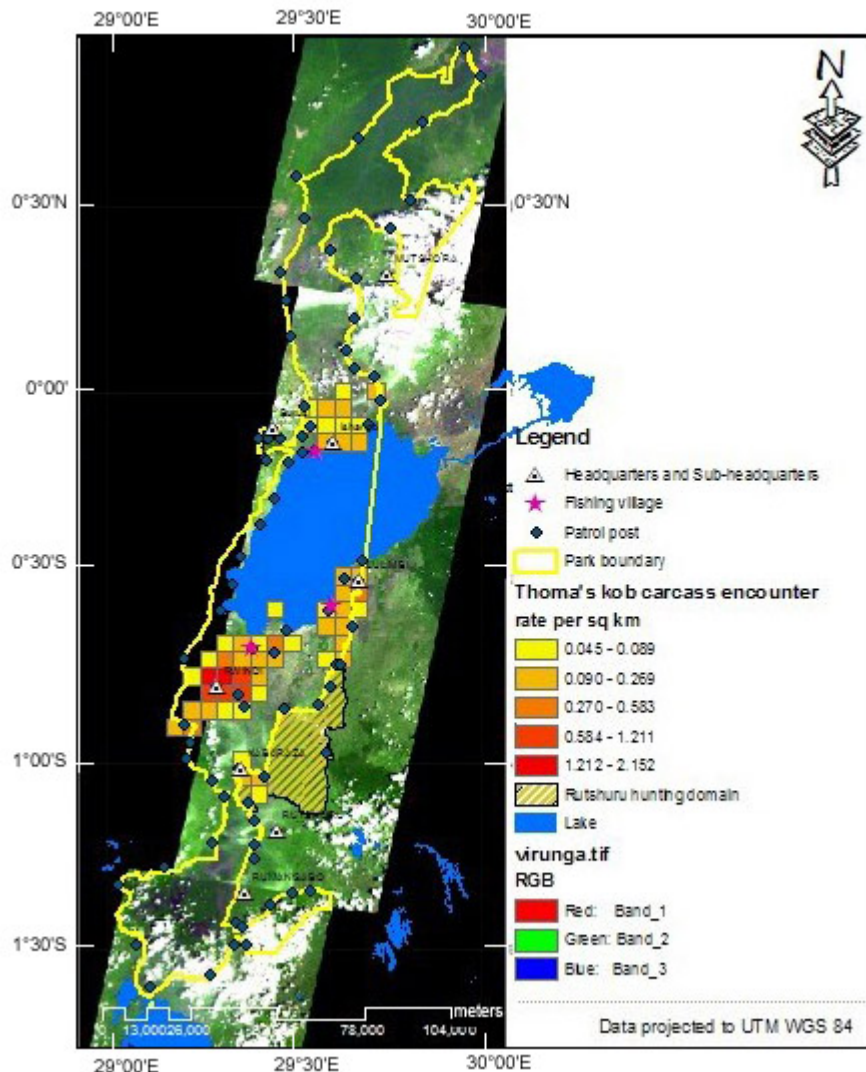 29°00'E 29°30'E 30°00'E
N
0°30'N 0°30'N
MUTSHORA
0°00'
Legend
Headquarters and Sub-headquarters
Fishing village
Patrol post
0°30'S
Park boundary
Thoma's kob carcass encounter
rate per sq km
0.045 - 0.089
0.090 - 0.269
RWINDI
0.270 - 0.583
0.584 - 1.211
1.212 - 2.152
1°00'S
Rutshuru hunting domain
Lake
virunga.tif
RGB
RUMANGABO
Red: Band_1
Green: Band_2
1°30'S
Blue: Band_3
meters
0 13,000 26,000 78,000 104,000
Data projected to UTM WGS 84
29°00'E 29°30'E 30°00'E